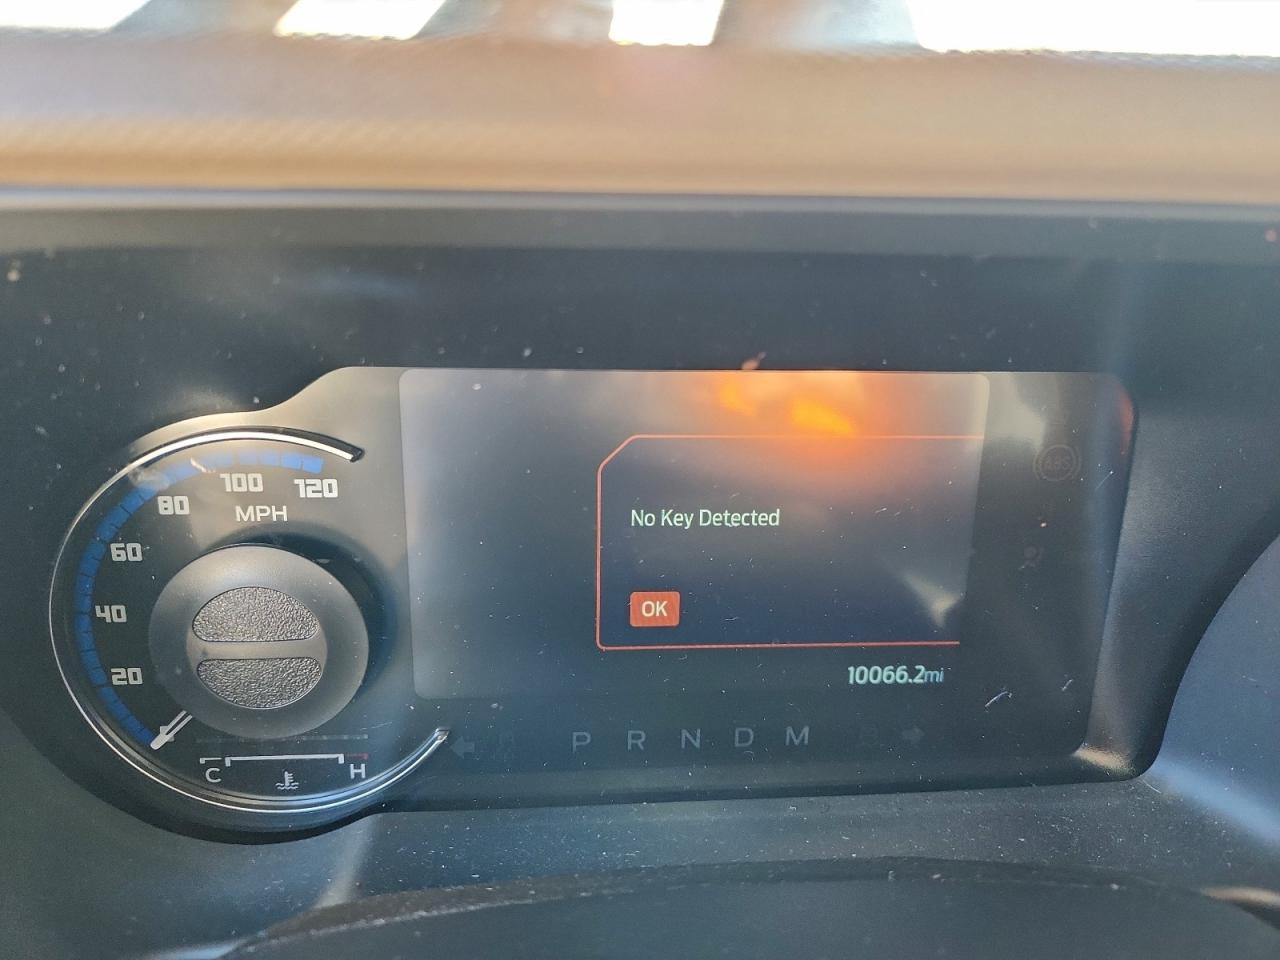 120
100
80
MPH
60
No Key Detected
40
OK
20
10066.2mi
P R N D M
C H